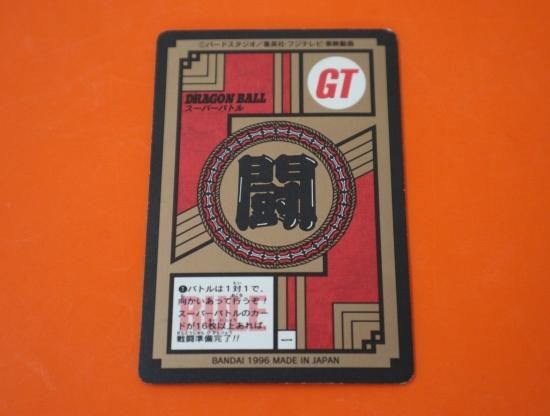 ©バードスタジオ／集英社・フジテレビ・東映動画
GT
DRAGON BALL
スーパーバトル
闘
RULE
①バトルは1対1で、
向かいあって行うぞ！
スーパーバトルのカー
ドが16枚以上あれば、
戦闘準備完了!!
一
BANDAI 1996 MADE IN JAPAN